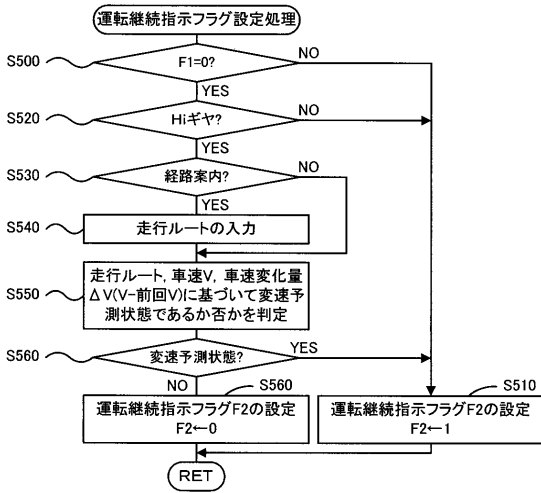 運転継続指示フラグ設定処理
S500
F1=0?
NO
YES
S520
Hiギヤ?
NO
YES
S530
経路案内?
NO
YES
S540
走行ルートの入力
S550
走行ルート, 車速V, 車速変化量
ΔV(V-前回V)に基づいて変速予
測状態であるか否かを判定
S560
変速予測状態?
YES
NO
S560
S510
運転継続指示フラグF2の設定
F2←0
運転継続指示フラグF2の設定
F2←1
RET